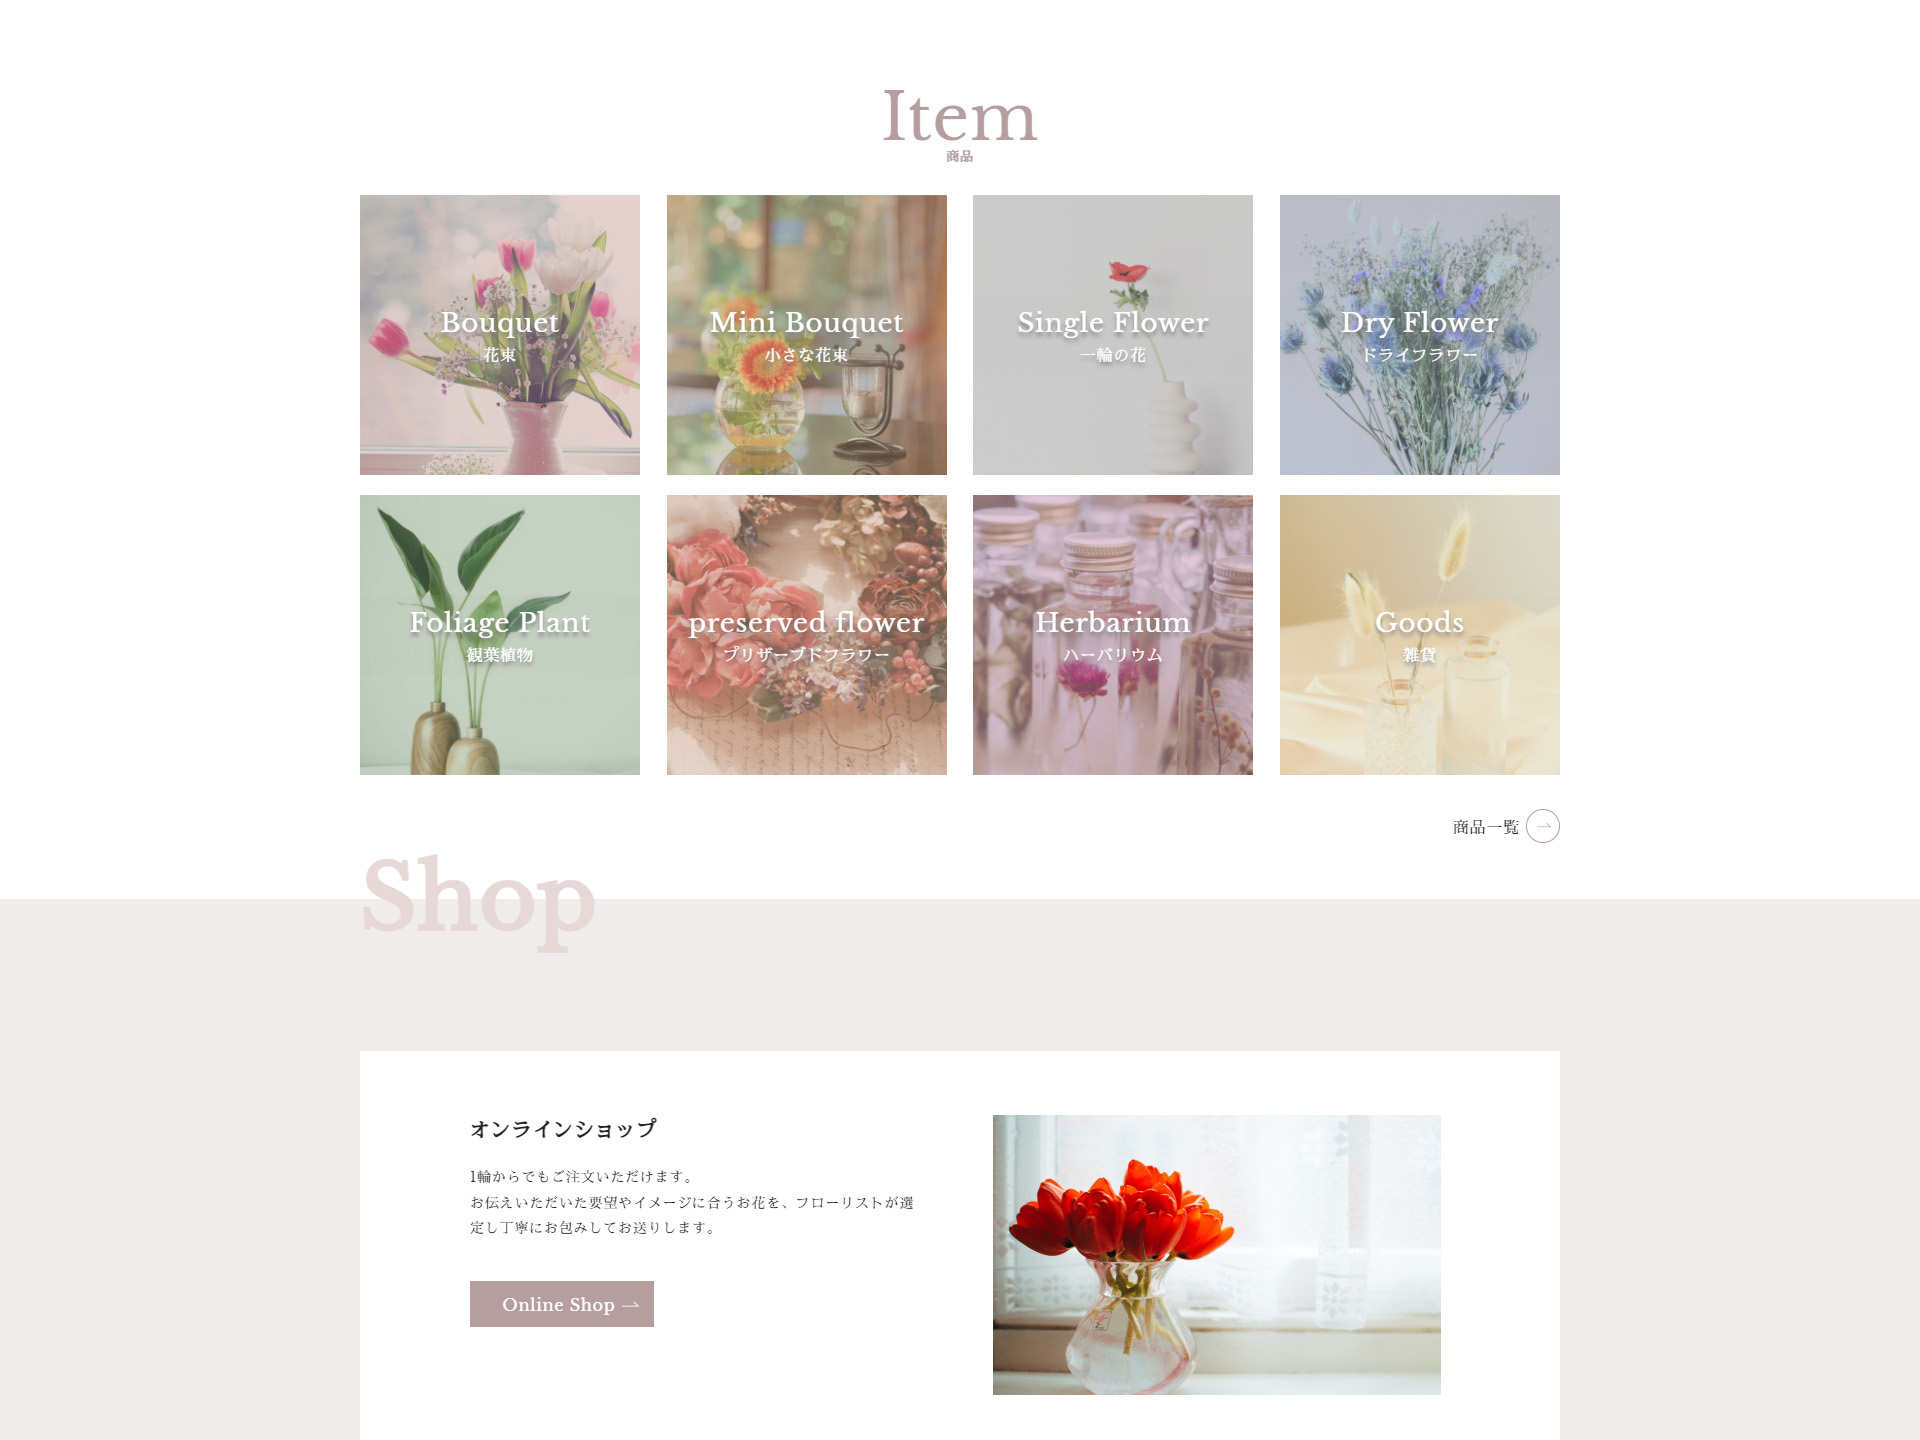 Item
商品
Bouquet
花束
Mini Bouquet
小さな花束
Single Flower
一輪の花
Dry Flower
ドライフラワー
Foliage Plant
観葉植物
preserved flower
プリザーブドフラワー
Herbarium
ハーバリウム
Goods
雑貨
商品一覧
Shop
オンラインショップ
1輪からでもご注文いただけます。
お伝えいただいた要望やイメージに合うお花を、フローリストが選
定し丁寧にお包みしてお送りします。
Online Shop